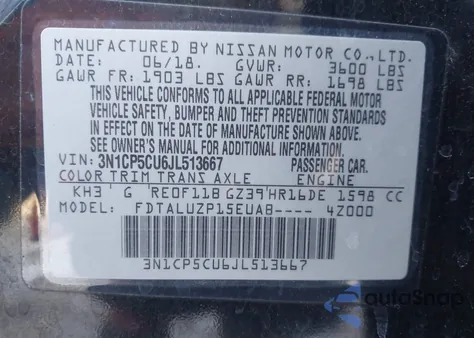 MANUFACTURED BY NISSAN MOTOR CO., LTD.
DATE: 06/18. GVWR: 3600 LBS
GAWR FR: 1903 LBS GAWR RR: 1698 LBS
THIS VEHICLE CONFORMS TO ALL APPLICABLE FEDERAL MOTOR
VEHICLE SAFETY, BUMPER AND THEFT PREVENTION STANDARDS
IN EFFECT ON THE DATE OF MANUFACTURE SHOWN ABOVE.
SEE OWNER'S MANUAL FOR ADDITIONAL INFORMATION.
VIN: 3N1CP5CU6JL513667 PASSENGER CAR.
COLOR TRIM TRANS AXLE ENGINE
KH3 G RE0F11B GZ39 HR16DE 1598 CC
MODEL: FDTALUZP15EUAB---- 4Z000
3N1CP5CU6JL513667
autoSnap